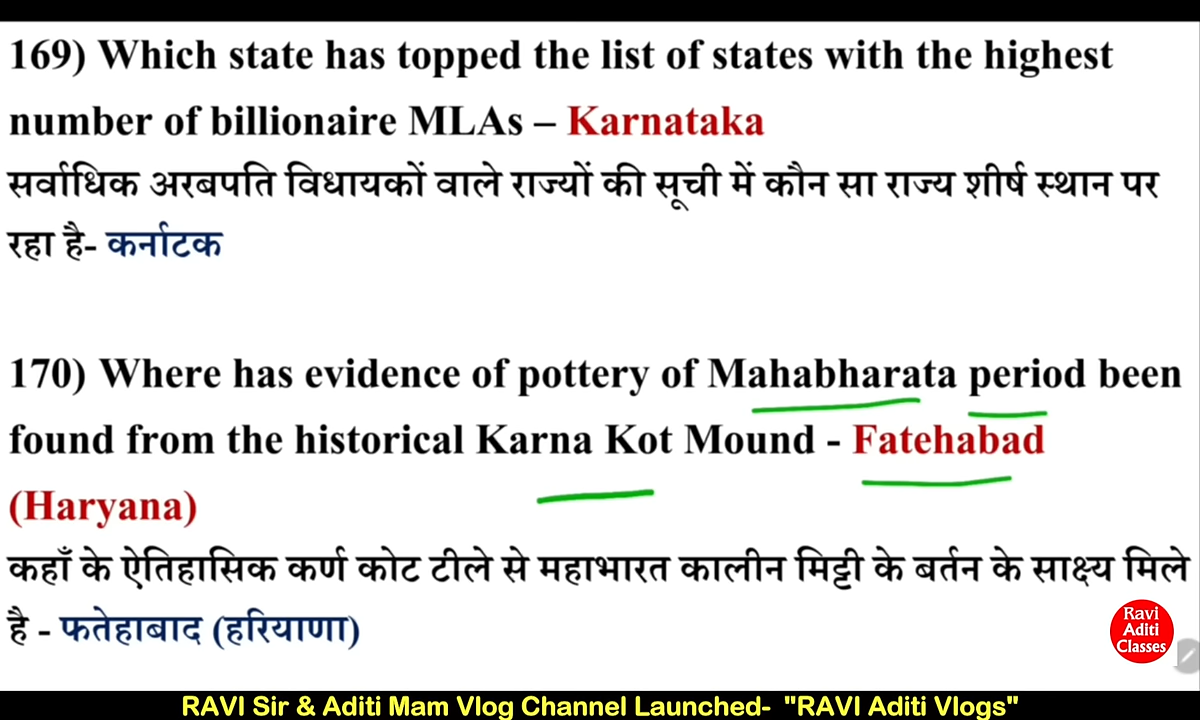 169) Which state has topped the list of states with the highest
number of billionaire MLAs – Karnataka
सर्वाधिक अरबपति विधायकों वाले राज्यों की सूची में कौन सा राज्य शीर्ष स्थान पर
रहा है- कर्नाटक
170) Where has evidence of pottery of Mahabharata period been
found from the historical Karna Kot Mound - Fatehabad
(Haryana)
कहाँ के ऐतिहासिक कर्ण कोट टीले से महाभारत कालीन मिट्टी के बर्तन के साक्ष्य मिले
है - फतेहाबाद (हरियाणा)
Ravi
Aditi
Classes
RAVI Sir & Aditi Mam Vlog Channel Launched- "RAVI Aditi Vlogs"